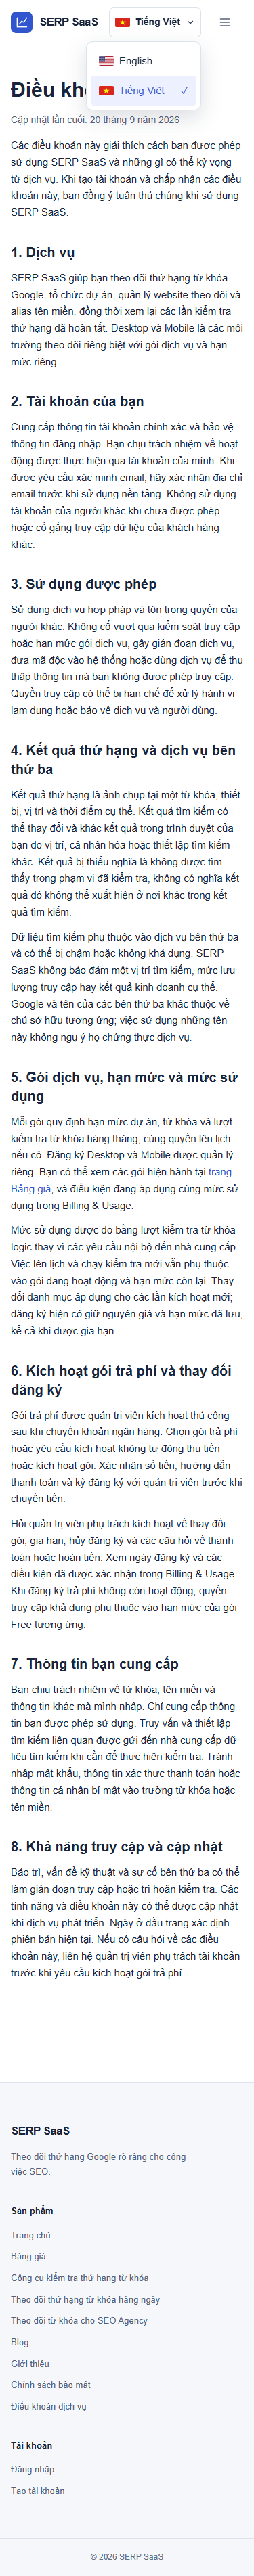 SERP SaaS
Tiếng Việt
English
Tiếng Việt
Điều kho
Cập nhật lần cuối: 20 tháng 9 năm 2026
Các điều khoản này giải thích cách bạn được phép
sử dụng SERP SaaS và những gì có thể kỳ vọng
từ dịch vụ. Khi tạo tài khoản và chấp nhận các điều
khoản này, bạn đồng ý tuân thủ chúng khi sử dụng
SERP SaaS.
1. Dịch vụ
SERP SaaS giúp bạn theo dõi thứ hạng từ khóa
Google, tổ chức dự án, quản lý website theo dõi và
alias tên miền, đồng thời xem lại các lần kiểm tra
thứ hạng đã hoàn tất. Desktop và Mobile là các môi
trường theo dõi riêng biệt với gói dịch vụ và hạn
mức riêng.
2. Tài khoản của bạn
Cung cấp thông tin tài khoản chính xác và bảo vệ
thông tin đăng nhập. Bạn chịu trách nhiệm về hoạt
động được thực hiện qua tài khoản của mình. Khi
được yêu cầu xác minh email, hãy xác nhận địa chỉ
email trước khi sử dụng nền tảng. Không sử dụng
tài khoản của người khác khi chưa được phép
hoặc cố gắng truy cập dữ liệu của khách hàng
khác.
3. Sử dụng được phép
Sử dụng dịch vụ hợp pháp và tôn trọng quyền của
người khác. Không cố vượt qua kiểm soát truy cập
hoặc hạn mức gói dịch vụ, gây gián đoạn dịch vụ,
đưa mã độc vào hệ thống hoặc dùng dịch vụ để thu
thập thông tin mà bạn không được phép truy cập.
Quyền truy cập có thể bị hạn chế để xử lý hành vi
lạm dụng hoặc bảo vệ dịch vụ và người dùng.
4. Kết quả thứ hạng và dịch vụ bên
thứ ba
Kết quả thứ hạng là ảnh chụp tại một từ khóa, thiết
bị, vị trí và thời điểm cụ thể. Kết quả tìm kiếm có
thể thay đổi và khác kết quả trong trình duyệt của
bạn do vị trí, cá nhân hóa hoặc thiết lập tìm kiếm
khác. Kết quả bị thiếu nghĩa là không được tìm
thấy trong phạm vi đã kiểm tra, không có nghĩa kết
quả đó không thể xuất hiện ở nơi khác trong kết
quả tìm kiếm.
Dữ liệu tìm kiếm phụ thuộc vào dịch vụ bên thứ ba
và có thể bị chậm hoặc không khả dụng. SERP
SaaS không bảo đảm một vị trí tìm kiếm, mức lưu
lượng truy cập hay kết quả kinh doanh cụ thể.
Google và tên của các bên thứ ba khác thuộc về
chủ sở hữu tương ứng; việc sử dụng những tên
này không ngụ ý họ chứng thực dịch vụ.
5. Gói dịch vụ, hạn mức và mức sử
dụng
Mỗi gói quy định hạn mức dự án, từ khóa và lượt
kiểm tra từ khóa hàng tháng, cùng quyền lên lịch
nếu có. Đăng ký Desktop và Mobile được quản lý
riêng. Bạn có thể xem các gói hiện hành tại trang
Bảng giá, và điều kiện đang áp dụng cùng mức sử
dụng trong Billing & Usage.
Mức sử dụng được đo bằng lượt kiểm tra từ khóa
logic thay vì các yêu cầu nội bộ đến nhà cung cấp.
Việc lên lịch và chạy kiểm tra mới vẫn phụ thuộc
vào gói đang hoạt động và hạn mức còn lại. Thay
đổi danh mục áp dụng cho các lần kích hoạt mới;
đăng ký hiện có giữ nguyên giá và hạn mức đã lưu,
kể cả khi được gia hạn.
6. Kích hoạt gói trả phí và thay đổi
đăng ký
Gói trả phí được quản trị viên kích hoạt thủ công
sau khi chuyển khoản ngân hàng. Chọn gói trả phí
hoặc yêu cầu kích hoạt không tự động thu tiền
hoặc kích hoạt gói. Xác nhận số tiền, hướng dẫn
thanh toán và kỳ đăng ký với quản trị viên trước khi
chuyển tiền.
Hỏi quản trị viên phụ trách kích hoạt về thay đổi
gói, gia hạn, hủy đăng ký và các câu hỏi về thanh
toán hoặc hoàn tiền. Xem ngày đăng ký và các
điều kiện đã được xác nhận trong Billing & Usage.
Khi đăng ký trả phí không còn hoạt động, quyền
truy cập khả dụng phụ thuộc vào hạn mức của gói
Free tương ứng.
7. Thông tin bạn cung cấp
Bạn chịu trách nhiệm về từ khóa, tên miền và
thông tin khác mà mình nhập. Chỉ cung cấp thông
tin bạn được phép sử dụng. Truy vấn và thiết lập
tìm kiếm liên quan được gửi đến nhà cung cấp dữ
liệu tìm kiếm khi cần để thực hiện kiểm tra. Tránh
nhập mật khẩu, thông tin xác thực thanh toán hoặc
thông tin cá nhân bí mật vào trường từ khóa hoặc
tên miền.
8. Khả năng truy cập và cập nhật
Bảo trì, vấn đề kỹ thuật và sự cố bên thứ ba có thể
làm gián đoạn truy cập hoặc trì hoãn kiểm tra. Các
tính năng và điều khoản này có thể được cập nhật
khi dịch vụ phát triển. Ngày ở đầu trang xác định
phiên bản hiện tại. Nếu có câu hỏi về các điều
khoản này, liên hệ quản trị viên phụ trách tài khoản
trước khi yêu cầu kích hoạt gói trả phí.
SERP SaaS
Theo dõi thứ hạng Google rõ ràng cho công
việc SEO.
Sản phẩm
Trang chủ
Bảng giá
Công cụ kiểm tra thứ hạng từ khóa
Theo dõi thứ hạng từ khóa hàng ngày
Theo dõi từ khóa cho SEO Agency
Blog
Giới thiệu
Chính sách bảo mật
Điều khoản dịch vụ
Tài khoản
Đăng nhập
Tạo tài khoản
© 2026 SERP SaaS